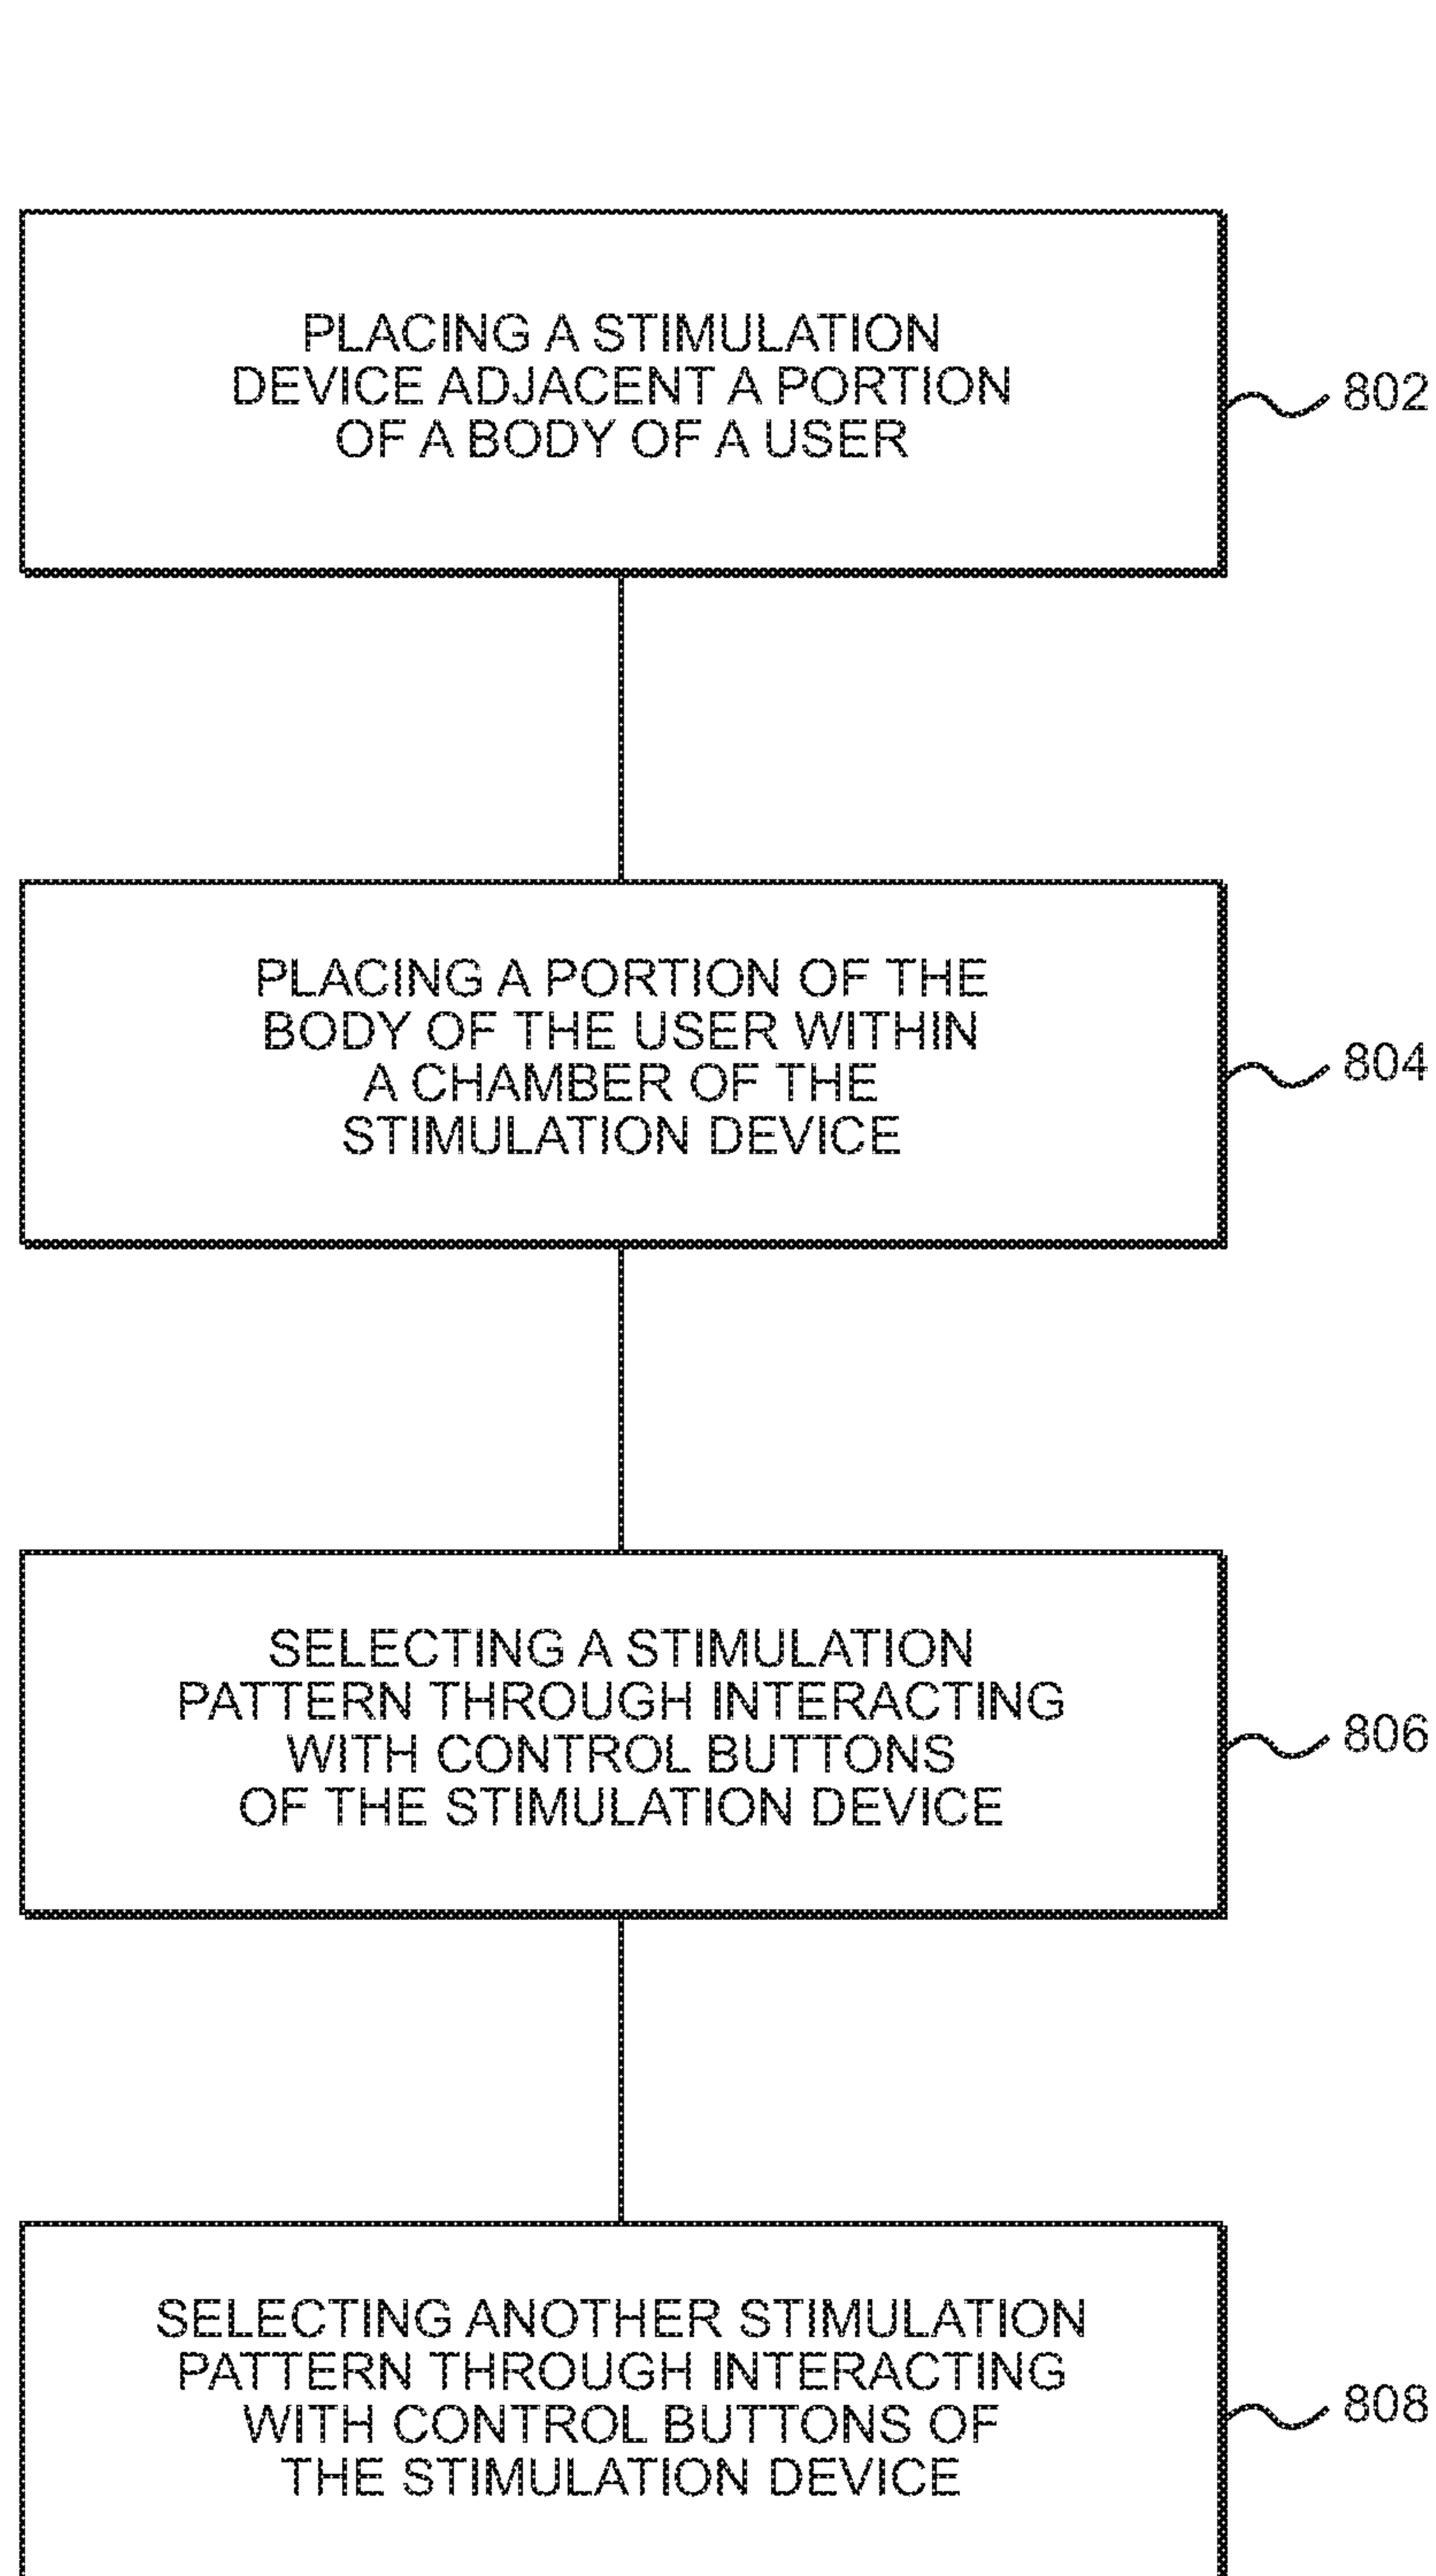 PLACING A STIMULATION
DEVICE ADJACENT A PORTION
OF A BODY OF A USER
802
PLACING A PORTION OF THE
BODY OF THE USER WITHIN
A CHAMBER OF THE
STIMULATION DEVICE
804
SELECTING A STIMULATION
PATTERN THROUGH INTERACTING
WITH CONTROL BUTTONS
OF THE STIMULATION DEVICE
806
SELECTING ANOTHER STIMULATION
PATTERN THROUGH INTERACTING
WITH CONTROL BUTTONS OF
THE STIMULATION DEVICE
808